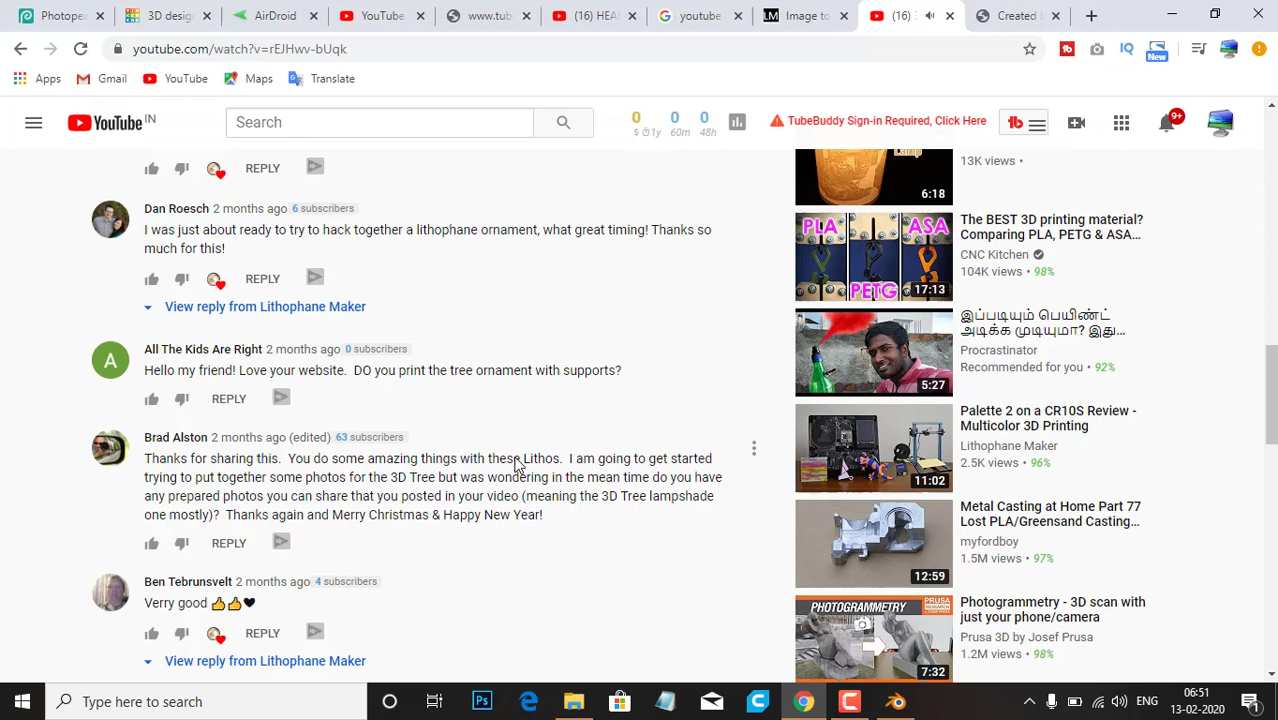 Photopea
3D design
AirDroid
YouTube
www.tub
(16) HEA
youtube
LM
Image to
(16)
Created
youtube.com/watch?v=rEJHwv-bUqk
IQ
New
Apps
Gmail
YouTube
Maps
Translate
YouTube IN
Search
0 0 0
1y 60m 48h
TubeBuddy Sign-in Required, Click Here
tb
9+
REPLY
Dan Roesch 2 months ago 6 subscribers
I was just about ready to try to hack together a lithophane ornament, what great timing! Thanks so
much for this!
REPLY
View reply from Lithophane Maker
A
All The Kids Are Right 2 months ago 0 subscribers
Hello my friend! Love your website. DO you print the tree ornament with supports?
REPLY
Brad Alston 2 months ago (edited) 63 subscribers
Thanks for sharing this. You do some amazing things with these Lithos. I am going to get started
trying to put together some photos for the 3D Tree but was wondering in the mean time do you have
any prepared photos you can share that you posted in your video (meaning the 3D Tree lampshade
one mostly)? Thanks again and Merry Christmas & Happy New Year!
REPLY
Ben Tebrunsvelt 2 months ago 4 subscribers
Verry good 👍👍♥
REPLY
View reply from Lithophane Maker
Lamp
6:18
13K views •
PLA ASA
PETG
17:13
The BEST 3D printing material?
Comparing PLA, PETG & ASA…
CNC Kitchen
104K views • 98%
5:27
இப்படியும் பெயிண்ட்
அடிக்க முடியுமா? இது…
Procrastinator
Recommended for you • 92%
11:02
Palette 2 on a CR10S Review -
Multicolor 3D Printing
Lithophane Maker
2.5K views • 96%
12:59
Metal Casting at Home Part 77
Lost PLA/Greensand Casting…
myfordboy
1.5M views • 97%
PHOTOGRAMMETRY
PRUSA
RESEARCH
7:32
Photogrammetry - 3D scan with
just your phone/camera
Prusa 3D by Josef Prusa
1.2M views • 98%
Type here to search
Ps
ENG
06:51
13-02-2020
1